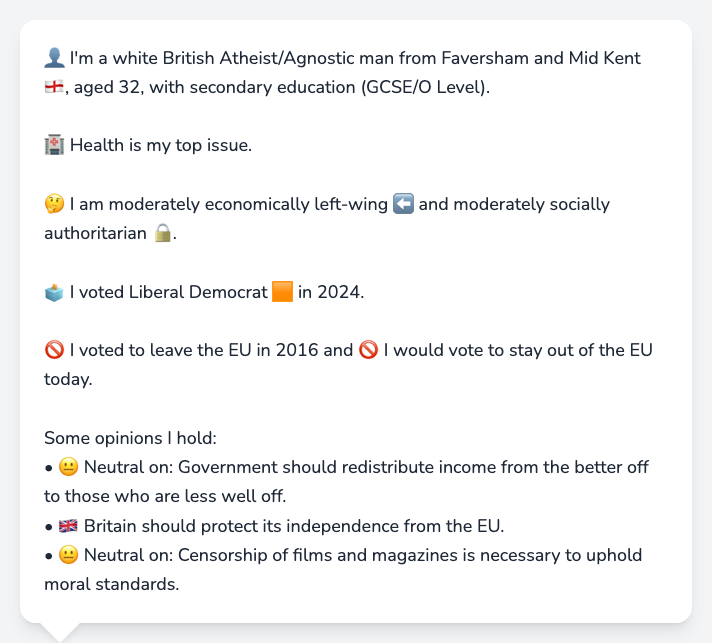 👤 I'm a white British Atheist/Agnostic man from Faversham and Mid Kent
🏴󠁧󠁢󠁥󠁮󠁧󠁿, aged 32, with secondary education (GCSE/O Level).
🏥 Health is my top issue.
🤔 I am moderately economically left-wing ⬅️ and moderately socially
authoritarian 🔒.
🗳️ I voted Liberal Democrat 🟧 in 2024.
🚫 I voted to leave the EU in 2016 and 🚫 I would vote to stay out of the EU
today.
Some opinions I hold:
• 😐 Neutral on: Government should redistribute income from the better off
to those who are less well off.
• 🇬🇧 Britain should protect its independence from the EU.
• 😐 Neutral on: Censorship of films and magazines is necessary to uphold
moral standards.